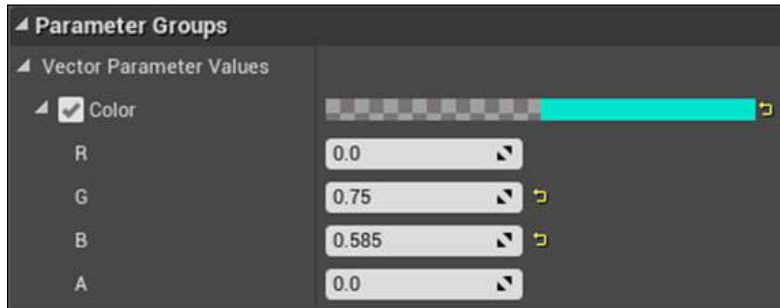 Parameter Groups
Vector Parameter Values
Color
R 0.0
G 0.75
B 0.585
A 0.0